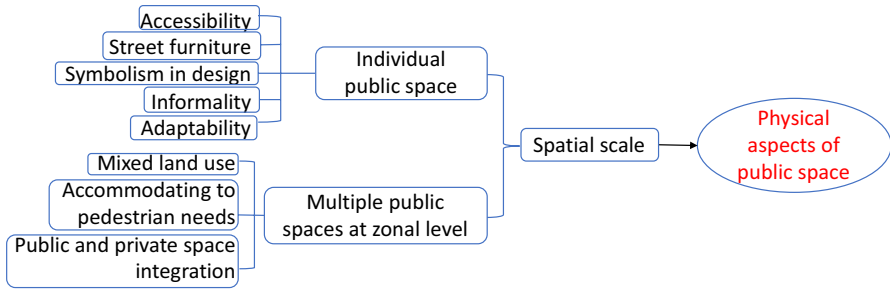 Accessibility
Street furniture
Symbolism in design
Informality
Adaptability
Individual
public space
Mixed land use
Accommodating to
pedestrian needs
Public and private space
integration
Multiple public
spaces at zonal level
Spatial scale
Physical
aspects of
public space